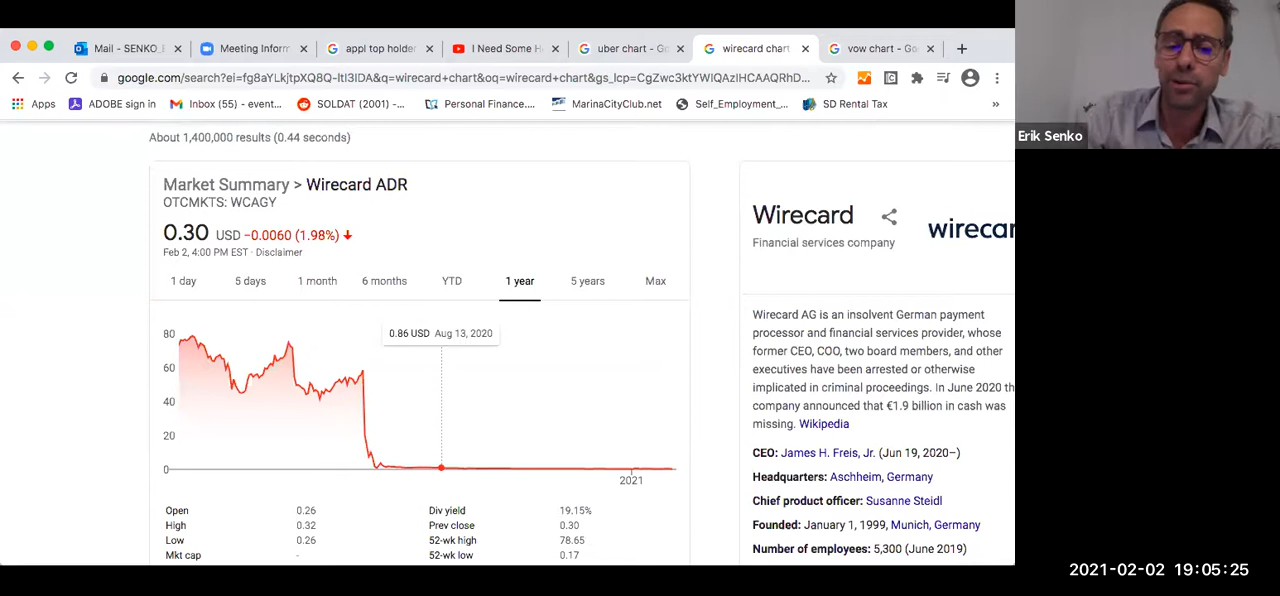 Mail - SENKO_
Meeting Inform
appl top holder
I Need Some H
uber chart - Go
wirecard chart
vow chart - Go
google.com/search?ei=fg8aYLkjtpXQ8Q-ItI3IDA&q=wirecard+chart&oq=wirecard+chart&gs_lcp=CgZwc3ktYWIQAzIHCAAQRhD...
Apps
ADOBE sign in
Inbox (55) - event...
SOLDAT (2001) -...
Personal Finance....
MarinaCityClub.net
Self_Employment_...
SD Rental Tax
»
Erik Senko
About 1,400,000 results (0.44 seconds)
Market Summary > Wirecard ADR
OTCMKTS: WCAGY
0.30 USD −0.0060 (1.98%)
Feb 2, 4:00 PM EST · Disclaimer
1 day
5 days
1 month
6 months
YTD
1 year
5 years
Max
0.86 USD Aug 13, 2020
80
60
40
20
0
2021
Open 0.26
High 0.32
Low 0.26
Mkt cap -
Div yield 19.15%
Prev close 0.30
52-wk high 78.65
52-wk low 0.17
Wirecard
Financial services company
wirecar
Wirecard AG is an insolvent German payment
processor and financial services provider, whose
former CEO, COO, two board members, and other
executives have been arrested or otherwise
implicated in criminal proceedings. In June 2020 th
company announced that €1.9 billion in cash was
missing. Wikipedia
CEO: James H. Freis, Jr. (Jun 19, 2020–)
Headquarters: Aschheim, Germany
Chief product officer: Susanne Steidl
Founded: January 1, 1999, Munich, Germany
Number of employees: 5,300 (June 2019)
2021-02-02 19:05:25